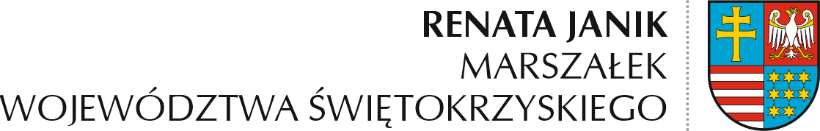 RENATA JANIK
MARSZAŁEK
WOJEWÓDZTWA ŚWIĘTOKRZYSKIEGO